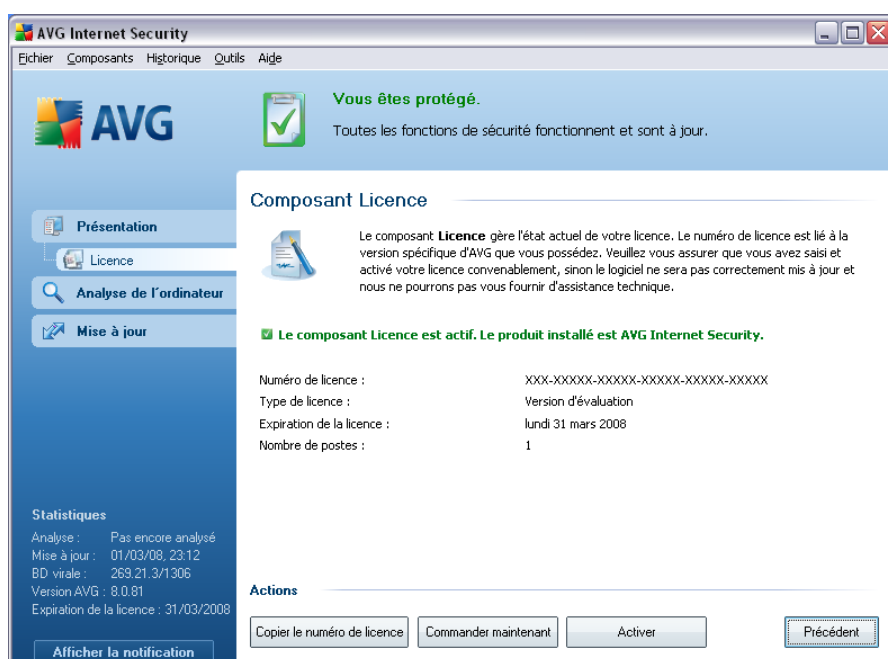 AVG Internet Security
Fichier Composants Historique Outils Aide
AVG
Vous êtes protégé.
Toutes les fonctions de sécurité fonctionnent et sont à jour.
Présentation
Licence
Analyse de l'ordinateur
Mise à jour
Composant Licence
Le composant Licence gère l'état actuel de votre licence. Le numéro de licence est lié à la
version spécifique d'AVG que vous possédez. Veuillez vous assurer que vous avez saisi et
activé votre licence convenablement, sinon le logiciel ne sera pas correctement mis à jour et
nous ne pourrons pas vous fournir d'assistance technique.
Le composant Licence est actif. Le produit installé est AVG Internet Security.
Numéro de licence : XXX-XXXXX-XXXXX-XXXXX-XXXXX-XXXXX
Type de licence : Version d'évaluation
Expiration de la licence : lundi 31 mars 2008
Nombre de postes : 1
Statistiques
Analyse : Pas encore analysé
Mise à jour : 01/03/08, 23:12
BD virale : 269.21.3/1306
Version AVG : 8.0.81
Expiration de la licence : 31/03/2008
Afficher la notification
Actions
Copier le numéro de licence Commander maintenant Activer Précédent